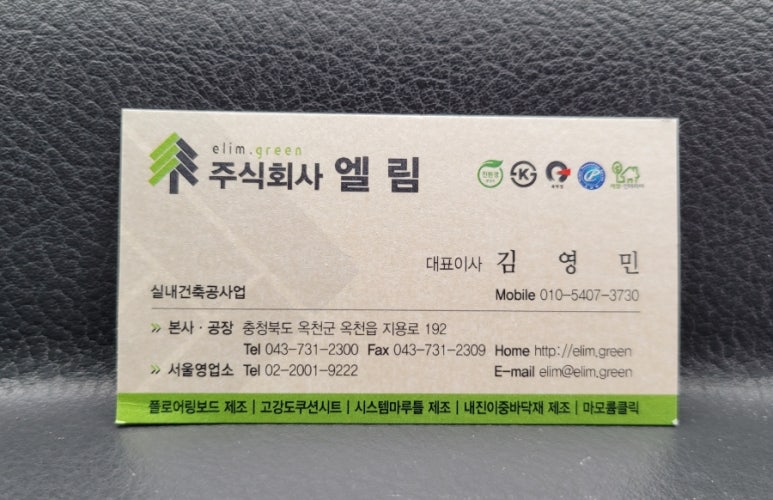 elim.green
주식회사 엘 림
친환경
K
대표이사 김 영 민
실내건축공사업
Mobile 010-5407-3730
» 본사 · 공장 충청북도 옥천군 옥천읍 지용로 192
Tel 043-731-2300 Fax 043-731-2309 Home http://elim.green
» 서울영업소 Tel 02-2001-9222 E-mail elim@elim.green
플로어링보드 제조 | 고강도쿠션시트 | 시스템마루틀 제조 | 내진이중바닥재 제조 | 마모름클릭